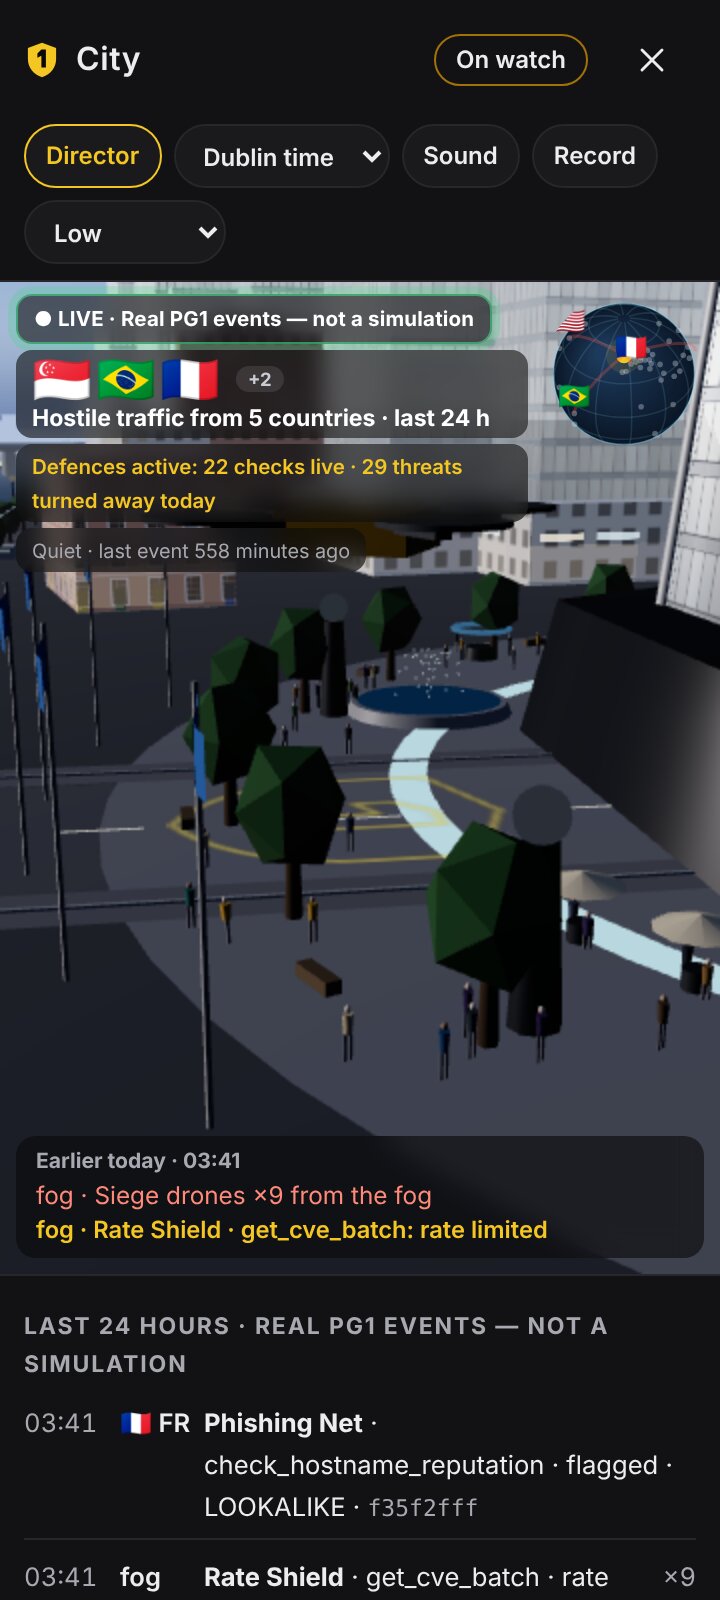 1 City
On watch
Director
Dublin time
Sound
Record
Low
LIVE · Real PG1 events — not a simulation
+2
Hostile traffic from 5 countries · last 24 h
Defences active: 22 checks live · 29 threats
turned away today
Quiet · last event 558 minutes ago
Earlier today · 03:41
fog · Siege drones ×9 from the fog
fog · Rate Shield · get_cve_batch: rate limited
LAST 24 HOURS · REAL PG1 EVENTS — NOT A
SIMULATION
03:41 FR Phishing Net ·
check_hostname_reputation · flagged ·
LOOKALIKE · f35f2fff
03:41 fog Rate Shield · get_cve_batch · rate ×9